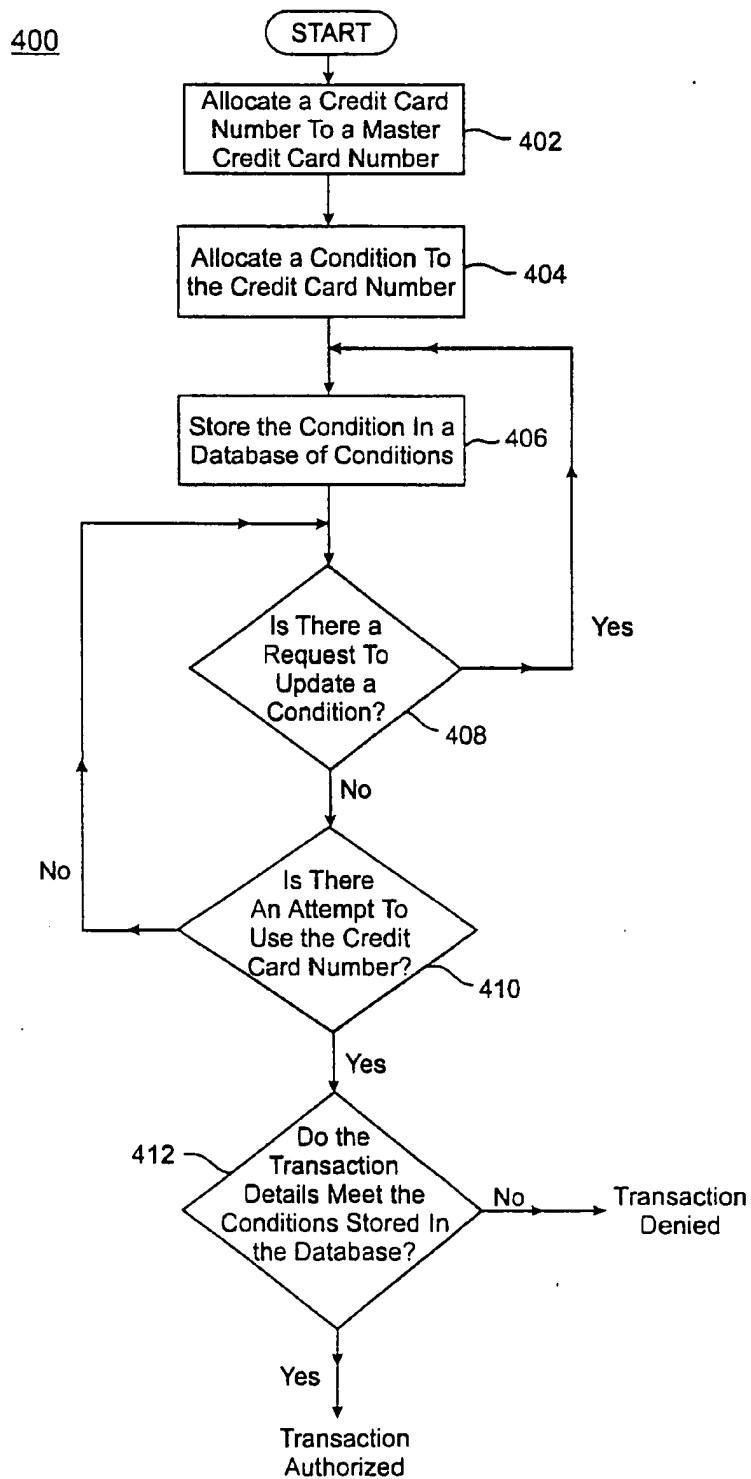 400
START
Allocate a Credit Card
Number To a Master
Credit Card Number
402
Allocate a Condition To
the Credit Card Number
404
Store the Condition In a
Database of Conditions
406
Is There a
Request To
Update a
Condition?
408
Yes
No
Is There
An Attempt To
Use the Credit
Card Number?
410
No
Yes
412
Do the
Transaction
Details Meet the
Conditions Stored In
the Database?
No
Transaction
Denied
Yes
Transaction
Authorized